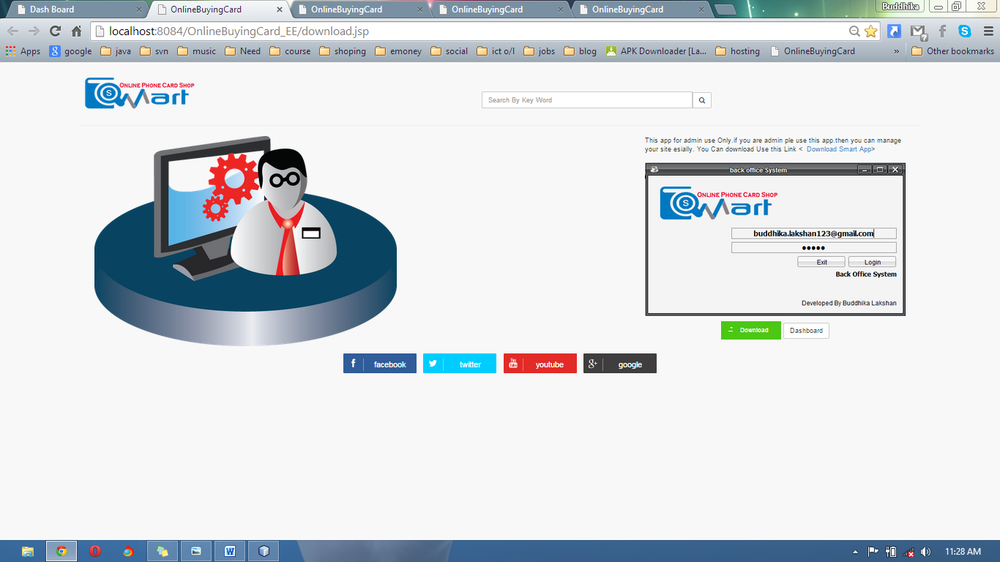 Dash Board
OnlineBuyingCard
OnlineBuyingCard
OnlineBuyingCard
OnlineBuyingCard
Buddhika
localhost:8084/OnlineBuyingCard_EE/download.jsp
Apps google java svn music Need course shoping emoney social ict o/l jobs blog APK Downloader [La... hosting OnlineBuyingCard » Other bookmarks
ONLINE PHONE CARD SHOP
SMart
Search By Key Word
This app for admin use Only.if you are admin ple use this app.then you can manage
your site esially. You Can download Use this Link < Download Smart App>
back office System
ONLINE PHONE CARD SHOP
SMart
buddhika.lakshan123@gmail.com
Exit Login
Back Office System
Developed By Buddhika Lakshan
Download Dashboard
facebook twitter youtube google
11:28 AM